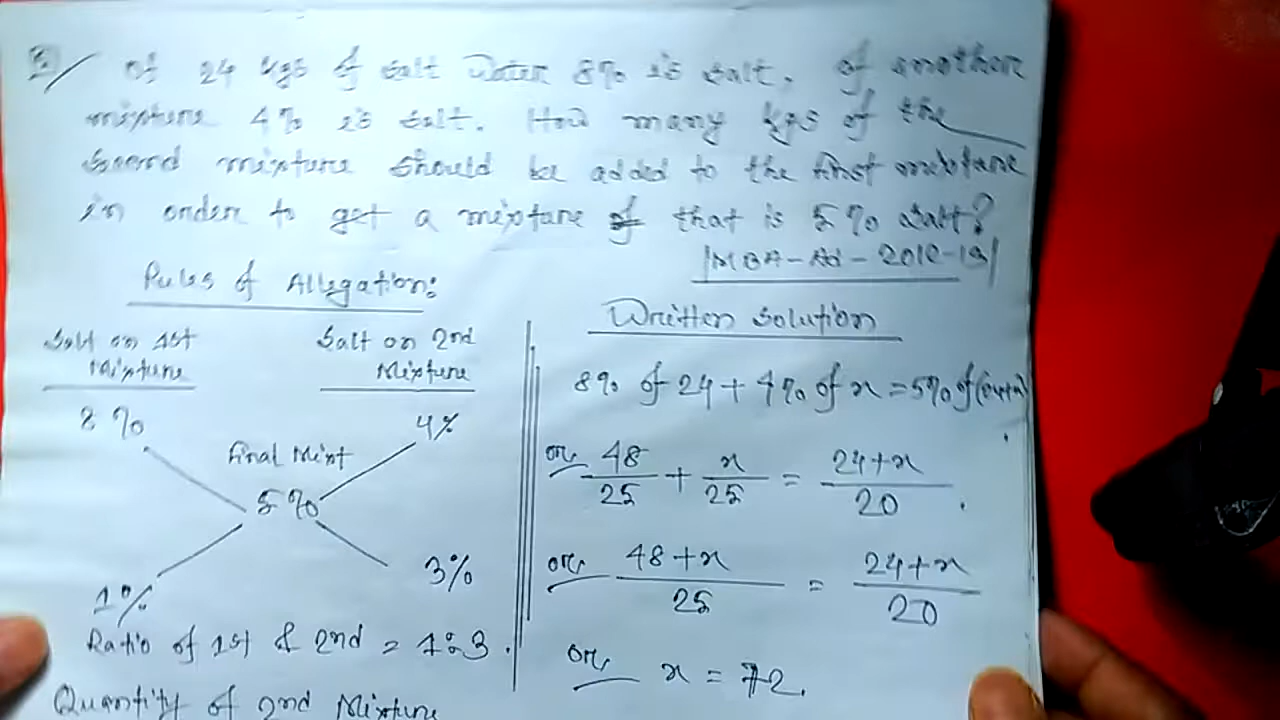 Of 24 kgs of salt water 8% is salt. Of another
mixture 4% is salt. How many kgs of the
second mixture should be added to the first mixture
in order to get a mixture of that is 5% salt?
|MBA-Ad-2012-13|
Rules of Allegation:
Salt on 1st
Mixture
Salt on 2nd
Mixture
8%
4%
final Mixt
5%
1%
3%
Ratio of 1st & 2nd = 1:3.
Quantity of 2nd Mixture
Written Solution
8% of 24 + 4% of x = 5% of (24+x)
or, 48/25 + x/25 = 24+x/20.
or, 48+x/25 = 24+x/20
or, x = 72.